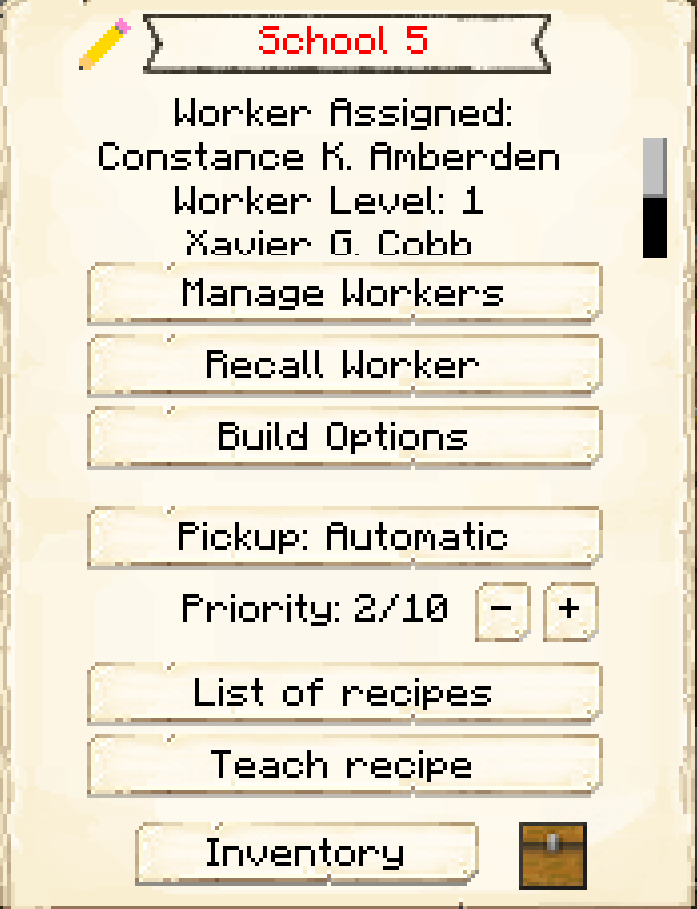 School 5
Worker Assigned:
Constance K. Amberden
Worker Level: 1
Xavier G. Cobb
Manage Workers
Recall Worker
Build Options
Pickup: Automatic
Priority: 2/10 - +
List of recipes
Teach recipe
Inventory